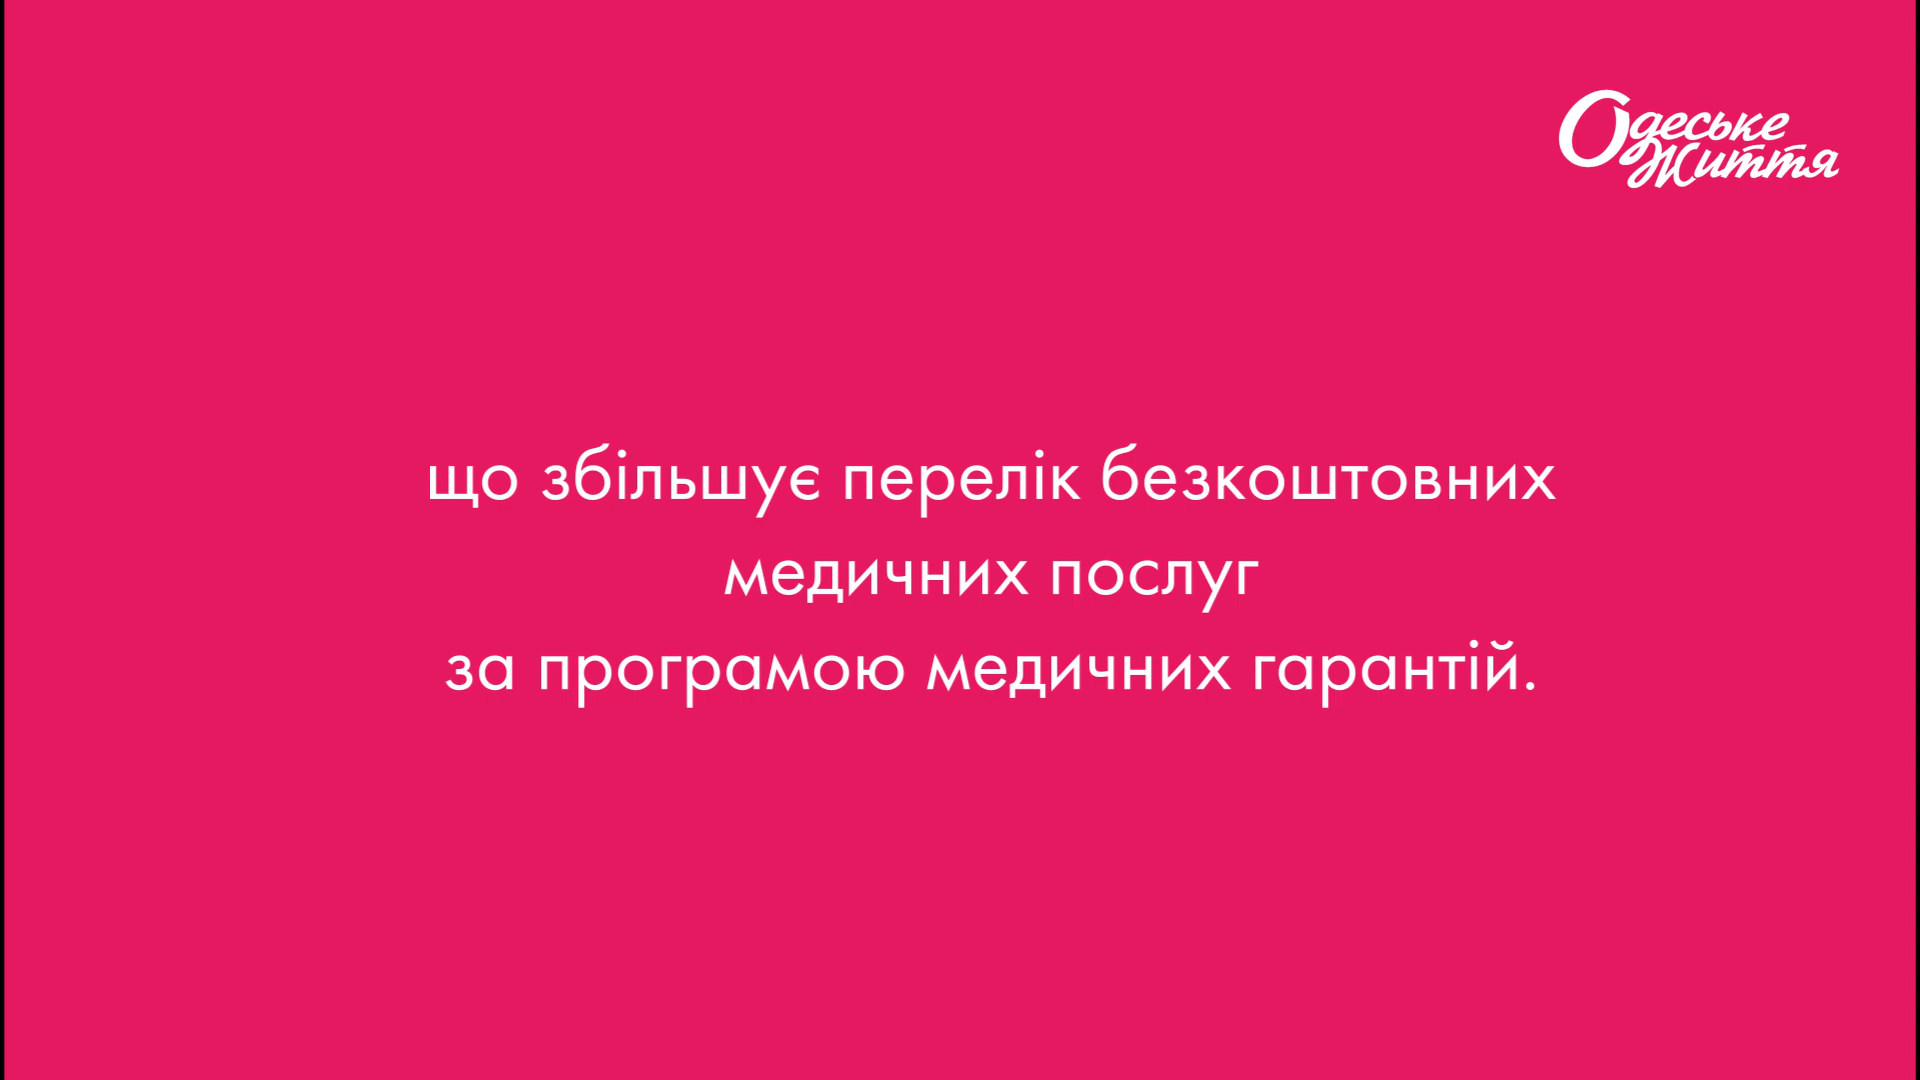 Одеське
Життя
що збільшує перелік безкоштовних
медичних послуг
за програмою медичних гарантій.